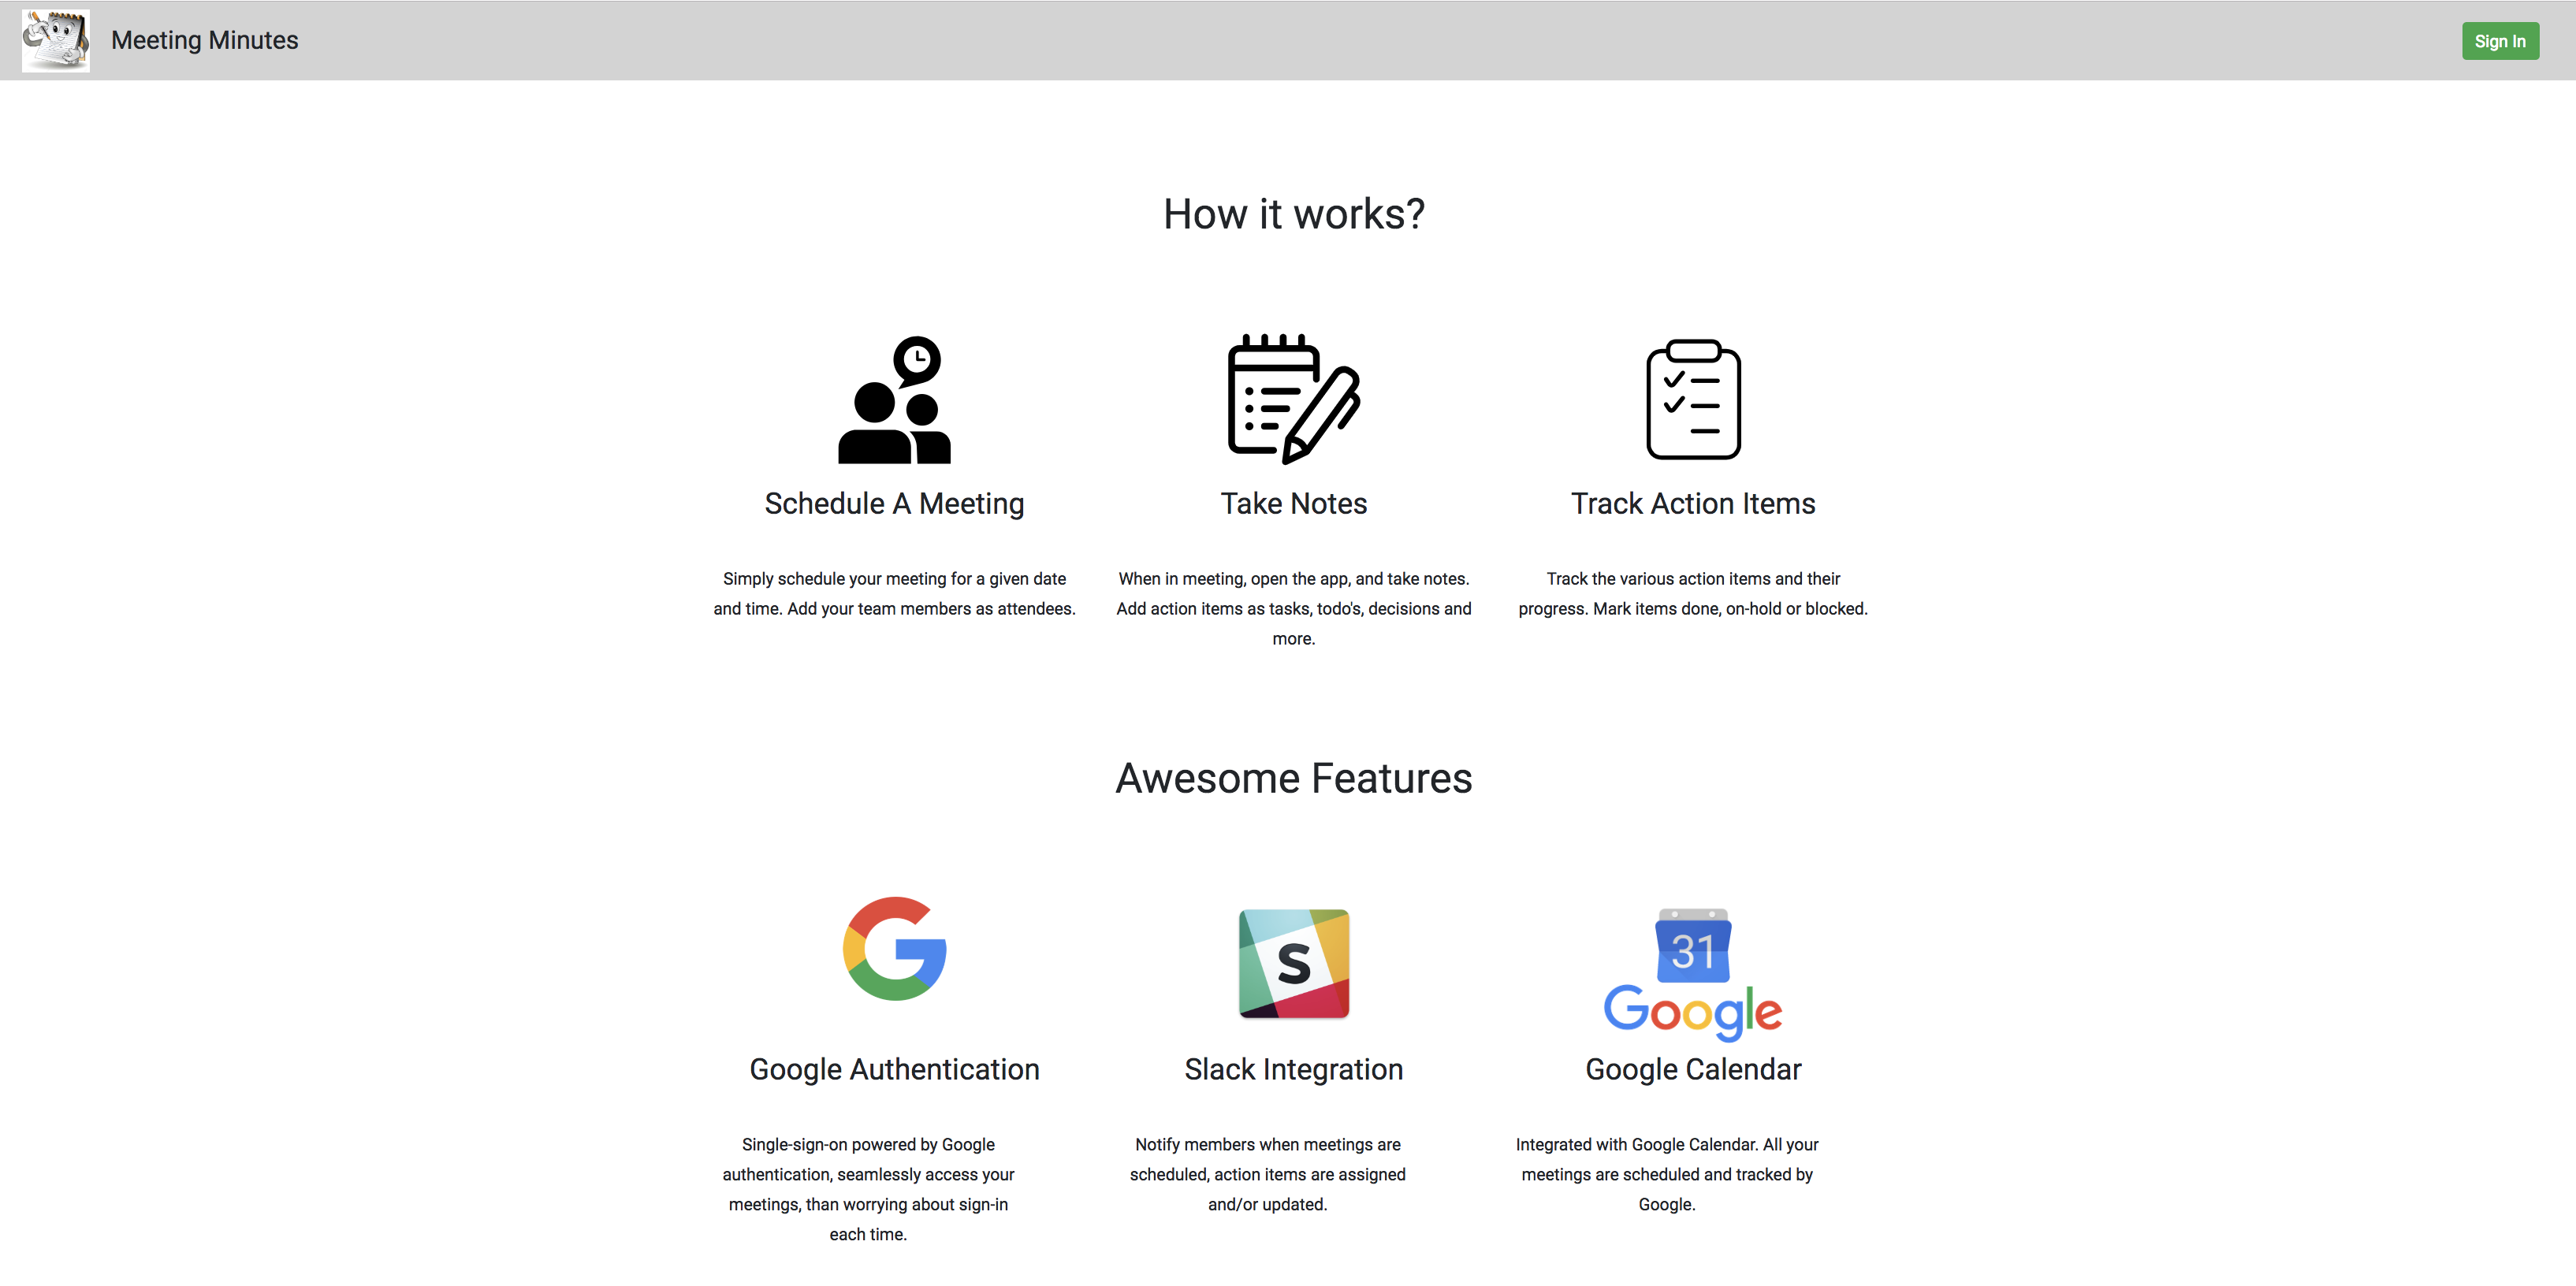 Meeting Minutes
Sign In
How it works?
Schedule A Meeting
Simply schedule your meeting for a given date
and time. Add your team members as attendees.
Take Notes
When in meeting, open the app, and take notes.
Add action items as tasks, todo's, decisions and
more.
Track Action Items
Track the various action items and their
progress. Mark items done, on-hold or blocked.
Awesome Features
G
Google Authentication
Single-sign-on powered by Google
authentication, seamlessly access your
meetings, than worrying about sign-in
each time.
S
Slack Integration
Notify members when meetings are
scheduled, action items are assigned
and/or updated.
31
Google
Google Calendar
Integrated with Google Calendar. All your
meetings are scheduled and tracked by
Google.